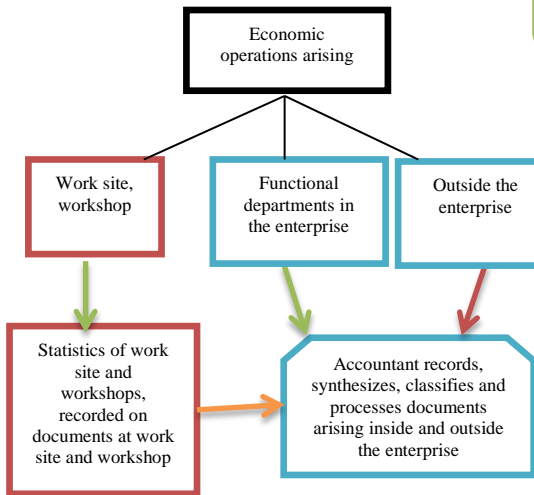 Economic
operations arising
Work site,
workshop
Functional
departments in
the enterprise
Outside the
enterprise
Statistics of work
site and
workshops,
recorded on
documents at work
site and workshop
Accountant records,
synthesizes, classifies and
processes documents
arising inside and outside
the enterprise